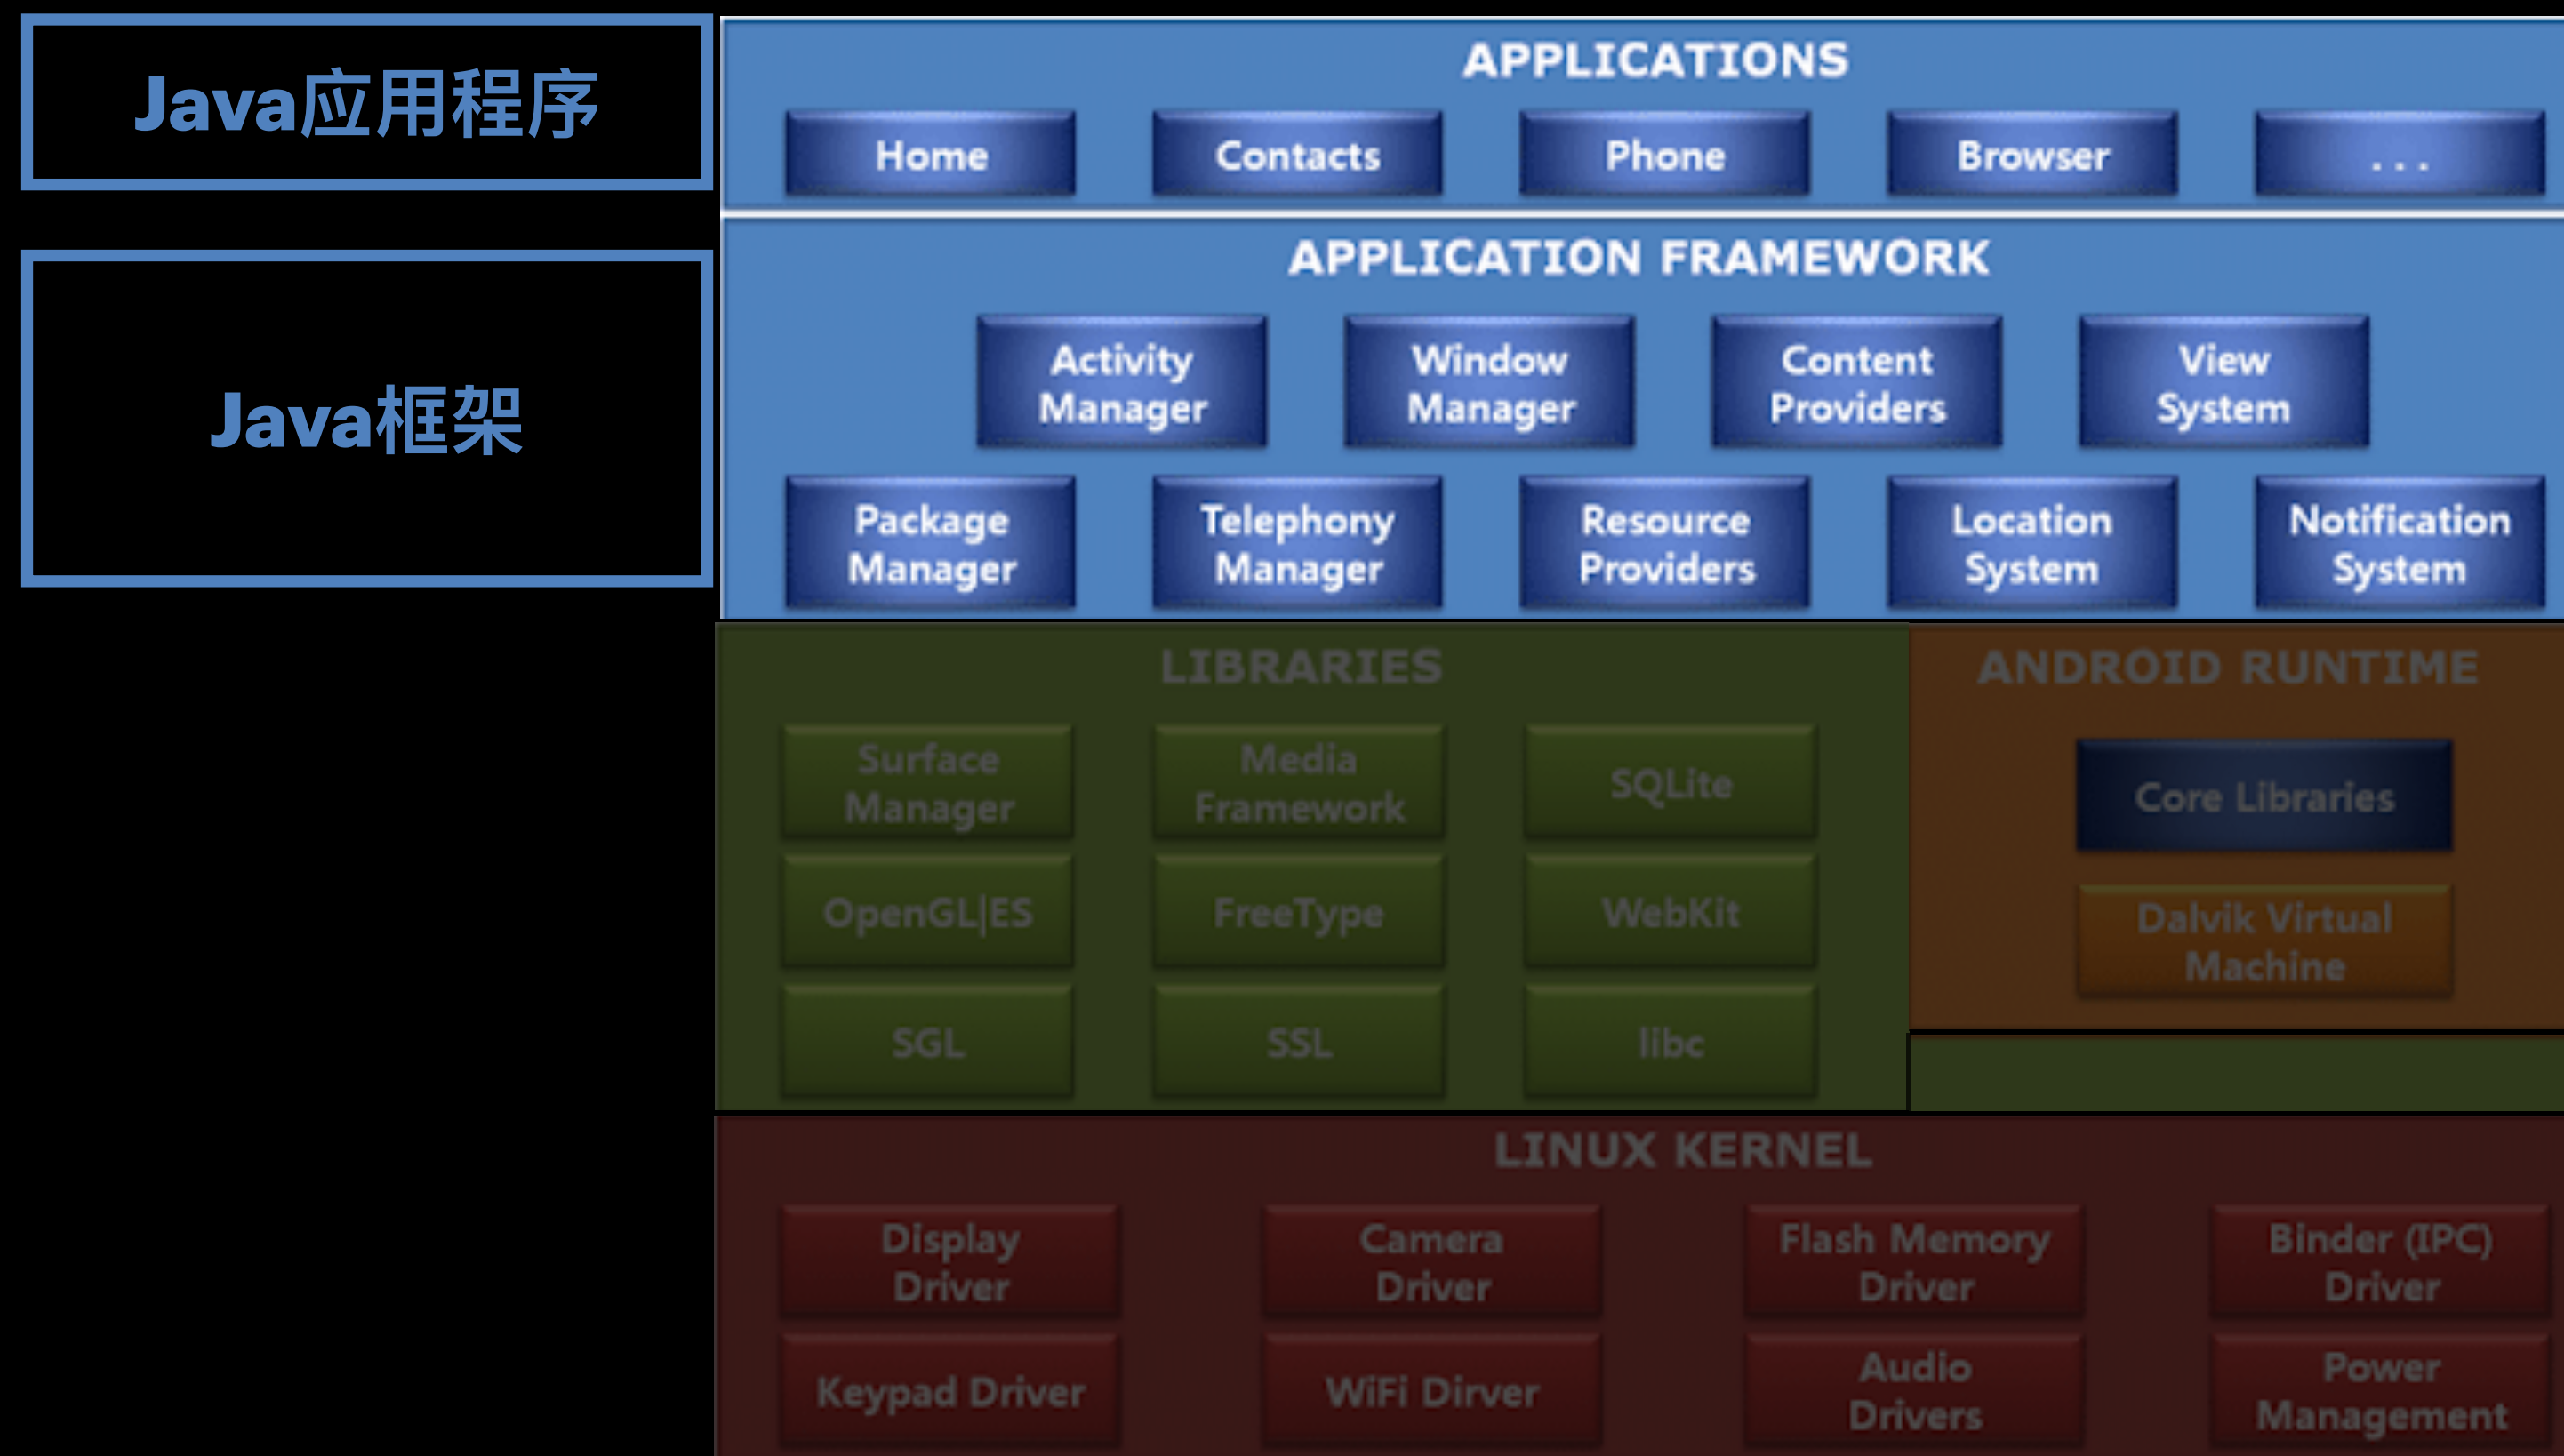 Java应用程序
APPLICATIONS
Home
Contacts
Phone
Browser
...
Java框架
APPLICATION FRAMEWORK
Activity
Manager
Window
Manager
Content
Providers
View
System
Package
Manager
Telephony
Manager
Resource
Providers
Location
System
Notification
System
LIBRARIES
Surface
Manager
Media
Framework
SQLite
OpenGL|ES
FreeType
WebKit
SGL
SSL
libc
ANDROID RUNTIME
Core Libraries
Dalvik Virtual
Machine
LINUX KERNEL
Display
Driver
Camera
Driver
Flash Memory
Driver
Binder (IPC)
Driver
Keypad Driver
WiFi Dirver
Audio
Drivers
Power
Management